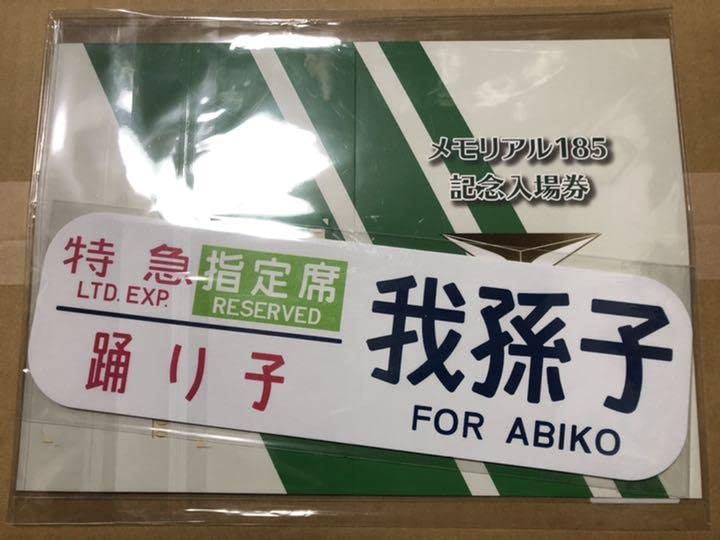 メモリアル185
記念入場券
特急 指定席
LTD. EXP. RESERVED
踊り子
我孫子
FOR ABIKO